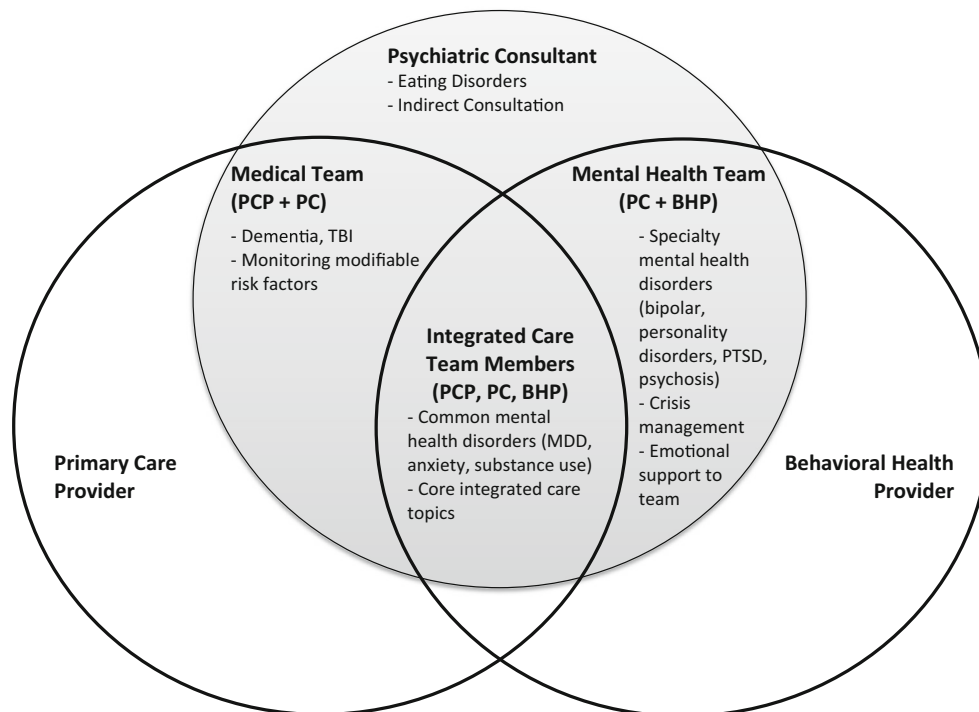 Psychiatric Consultant
- Eating Disorders
- Indirect Consultation
Medical Team
(PCP + PC)
- Dementia, TBI
- Monitoring modifiable
risk factors
Mental Health Team
(PC + BHP)
- Specialty
mental health
disorders
(bipolar,
personality
disorders, PTSD,
psychosis)
- Crisis
management
- Emotional
support to
team
Integrated Care
Team Members
(PCP, PC, BHP)
- Common mental
health disorders (MDD,
anxiety, substance use)
- Core integrated care
topics
Primary Care
Provider
Behavioral Health
Provider